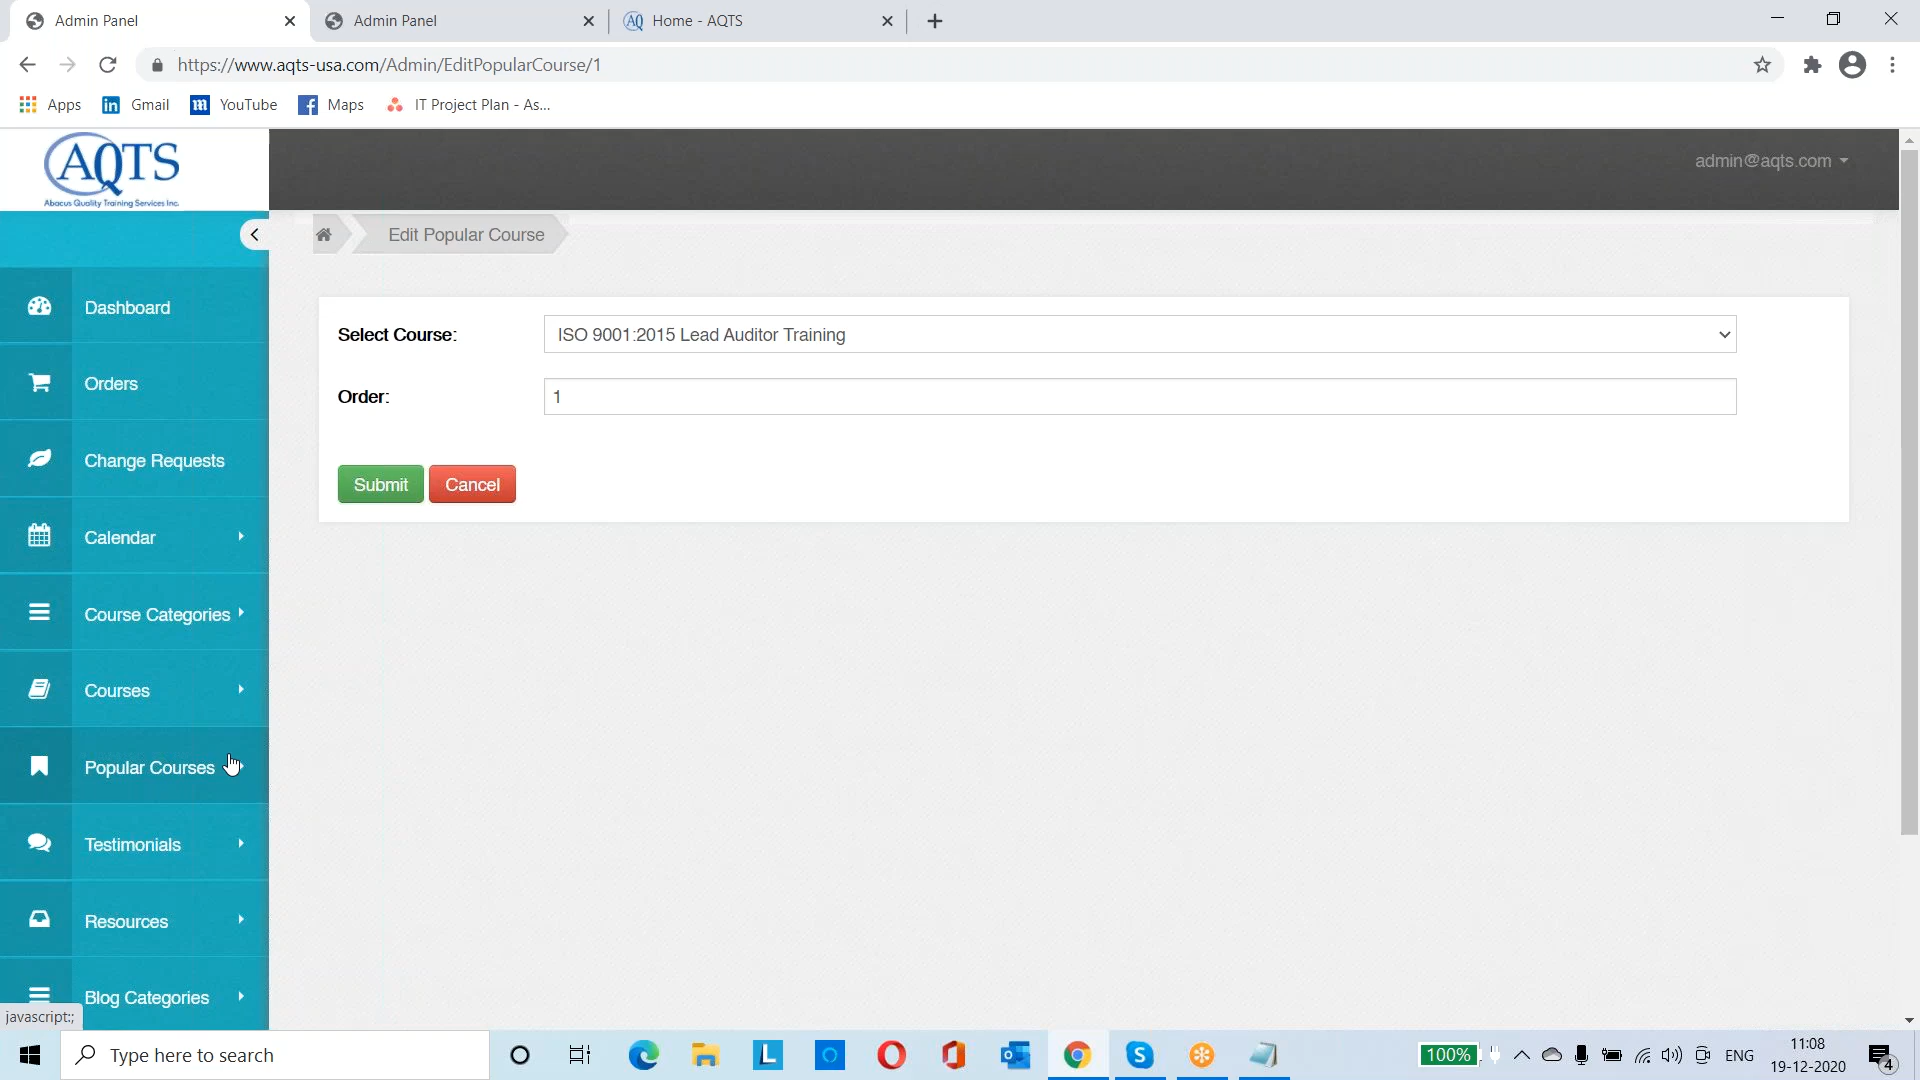 Admin Panel
Admin Panel
Home - AQTS
https://www.aqts-usa.com/Admin/EditPopularCourse/1
Apps
Gmail
YouTube
Maps
IT Project Plan - As...
AQTS
Abacus Quality Training Services Inc.
admin@aqts.com
Edit Popular Course
Dashboard
Orders
Change Requests
Calendar
Course Categories
Courses
Popular Courses
Testimonials
Resources
Blog Categories
Select Course:
ISO 9001:2015 Lead Auditor Training
Order:
1
Submit
Cancel
javascript:;
Type here to search
100%
ENG
11:08
19-12-2020
4